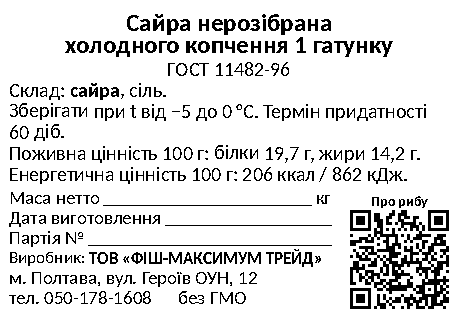 Сайра нерозібрана
холодного копчення 1 гатунку
ГОСТ 11482-96
Склад: сайра, сіль.
Зберігати при t від −5 до 0 °С. Термін придатності
60 діб.
Поживна цінність 100 г: білки 19,7 г, жири 14,2 г.
Енергетична цінність 100 г: 206 ккал / 862 кДж.
Маса нетто ____________________ кг
Дата виготовлення ________________
Партія № ________________________
Про рибу
Виробник: ТОВ «ФІШ-МАКСИМУМ ТРЕЙД»
м. Полтава, вул. Героїв ОУН, 12
тел. 050-178-1608 без ГМО